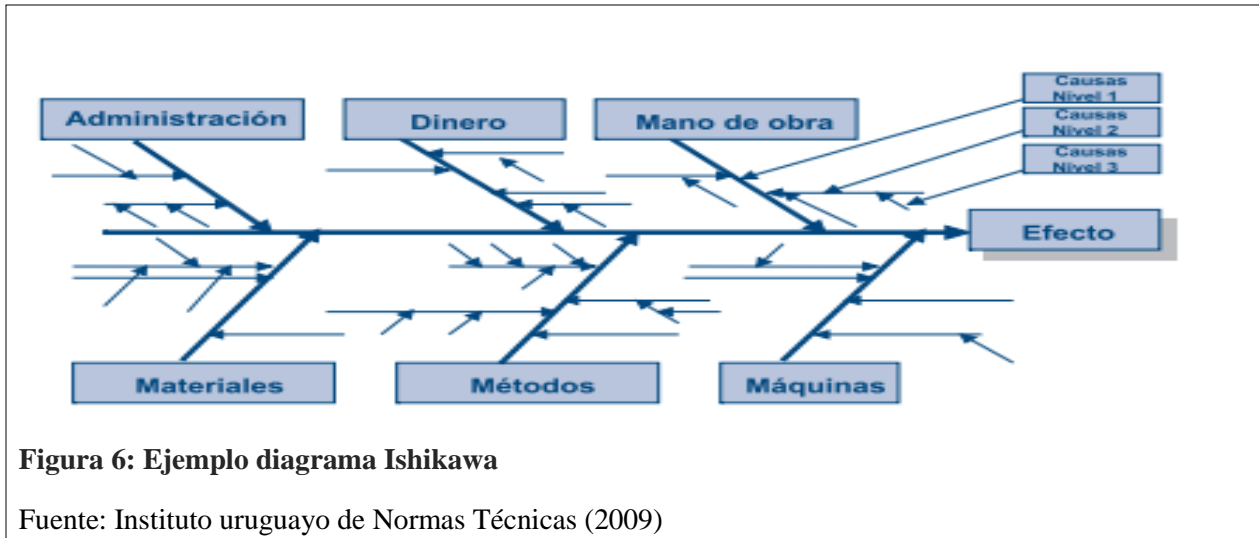 Causas
Nivel 1
Causas
Nivel 2
Causas
Nivel 3
Administración
Dinero
Mano de obra
Efecto
Materiales
Métodos
Máquinas
Figura 6: Ejemplo diagrama Ishikawa
Fuente: Instituto uruguayo de Normas Técnicas (2009)